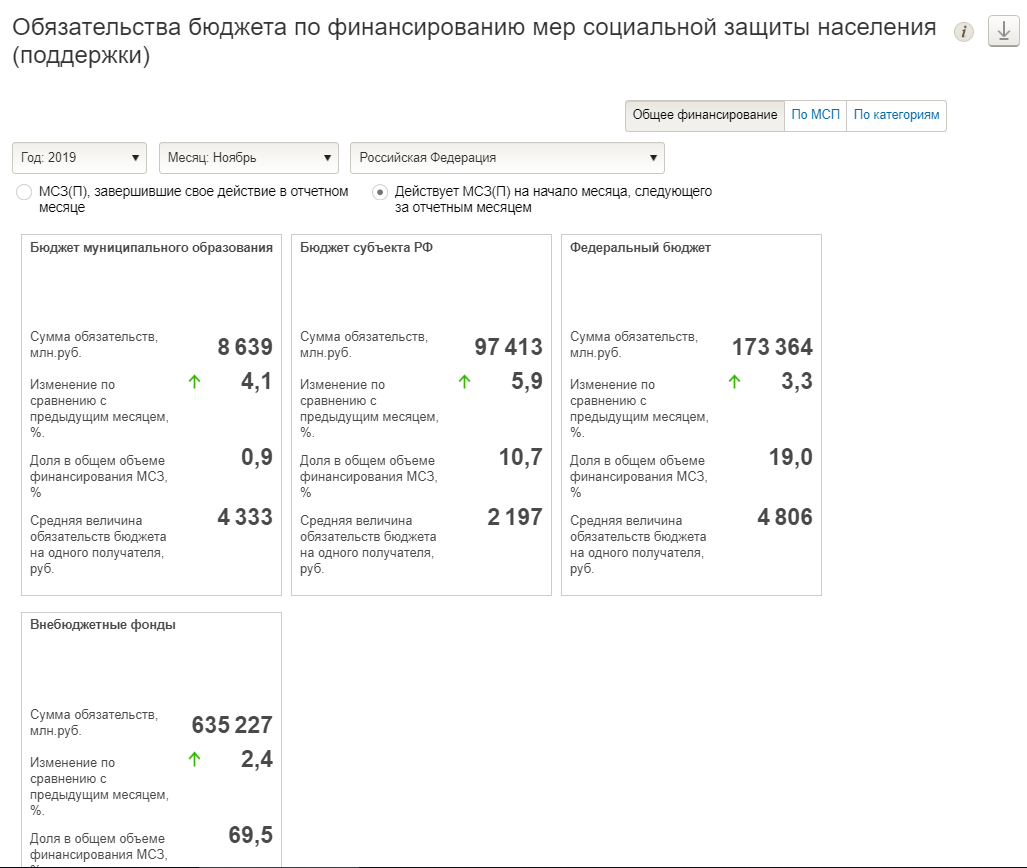 Обязательства бюджета по финансированию мер социальной защиты населения
(поддержки)
i
Общее финансирование
По МСП
По категориям
Год: 2019
Месяц: Ноябрь
Российская Федерация
МСЗ(П), завершившие свое действие в отчетном
месяце
Действует МСЗ(П) на начало месяца, следующего
за отчетным месяцем
Бюджет муниципального образования
Сумма обязательств,
млн.руб.
8 639
Изменение по
сравнению с
предыдущим месяцем,
%.
4,1
Доля в общем объеме
финансирования МСЗ,
%
0,9
Средняя величина
обязательств бюджета
на одного получателя,
руб.
4 333
Бюджет субъекта РФ
Сумма обязательств,
млн.руб.
97 413
Изменение по
сравнению с
предыдущим месяцем,
%.
5,9
Доля в общем объеме
финансирования МСЗ,
%
10,7
Средняя величина
обязательств бюджета
на одного получателя,
руб.
2 197
Федеральный бюджет
Сумма обязательств,
млн.руб.
173 364
Изменение по
сравнению с
предыдущим месяцем,
%.
3,3
Доля в общем объеме
финансирования МСЗ,
%
19,0
Средняя величина
обязательств бюджета
на одного получателя,
руб.
4 806
Внебюджетные фонды
Сумма обязательств,
млн.руб.
635 227
Изменение по
сравнению с
предыдущим месяцем,
%.
2,4
Доля в общем объеме
финансирования МСЗ,
69,5